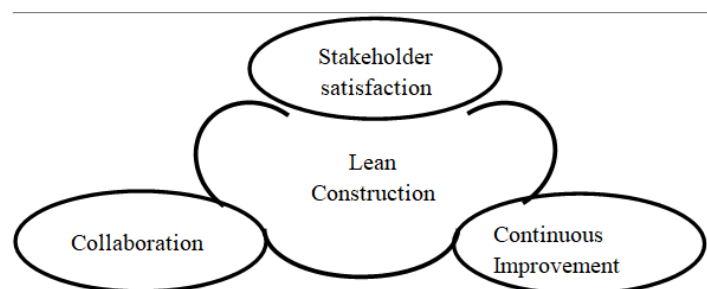 Stakeholder
satisfaction
Lean
Construction
Collaboration
Continuous
Improvement